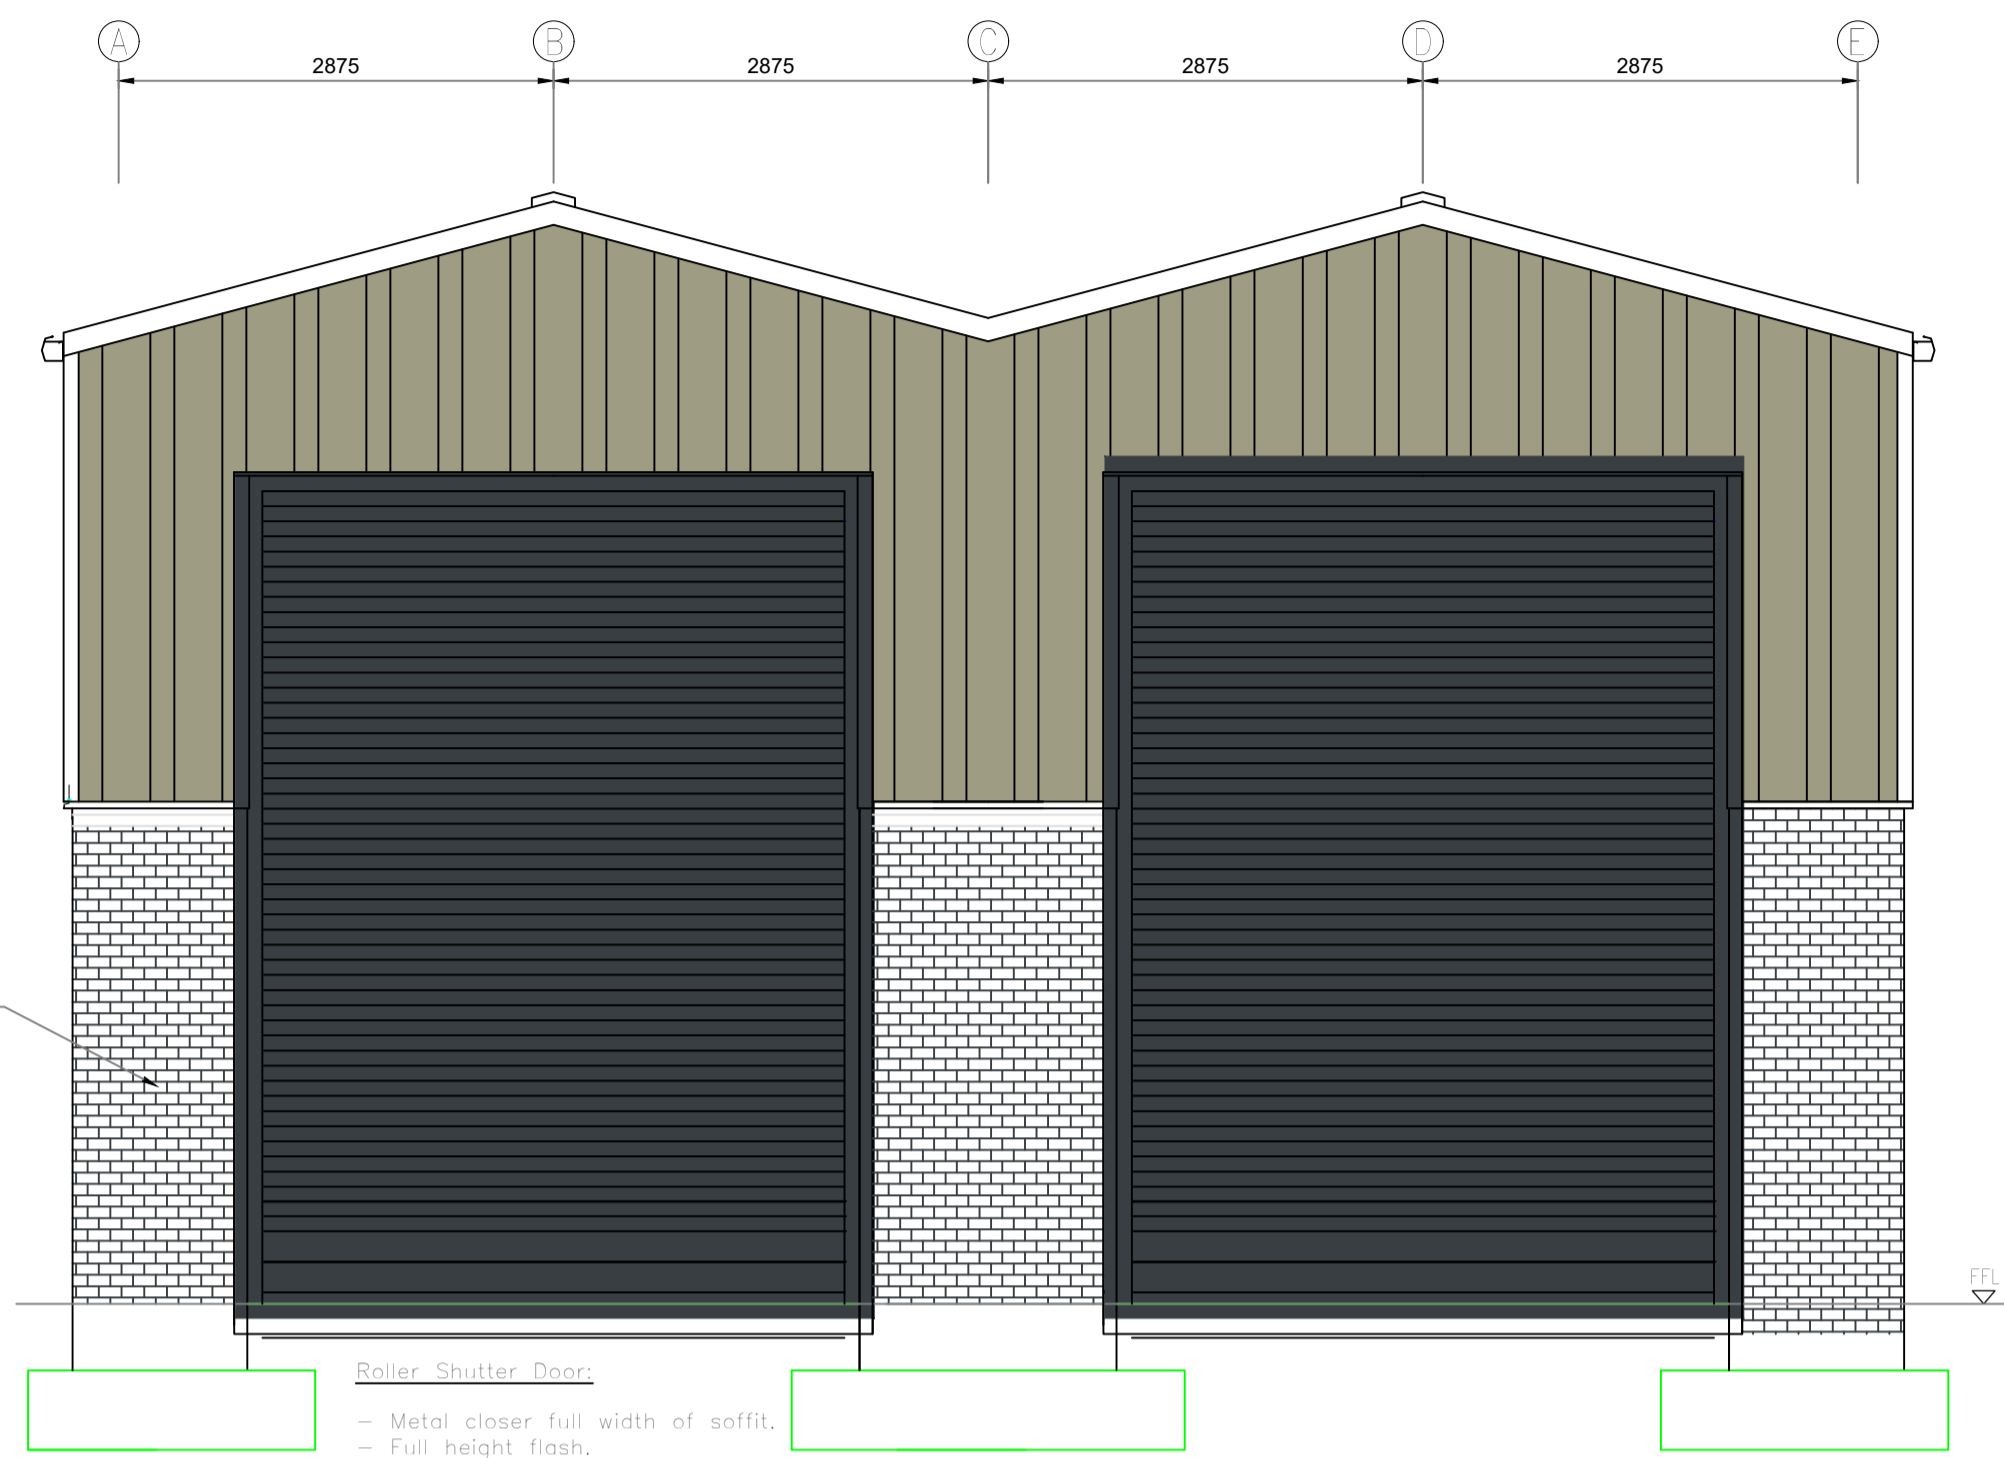 A B C D E
2875 2875 2875 2875
FFL
Roller Shutter Door:
- Metal closer full width of soffit.
- Full height flash.